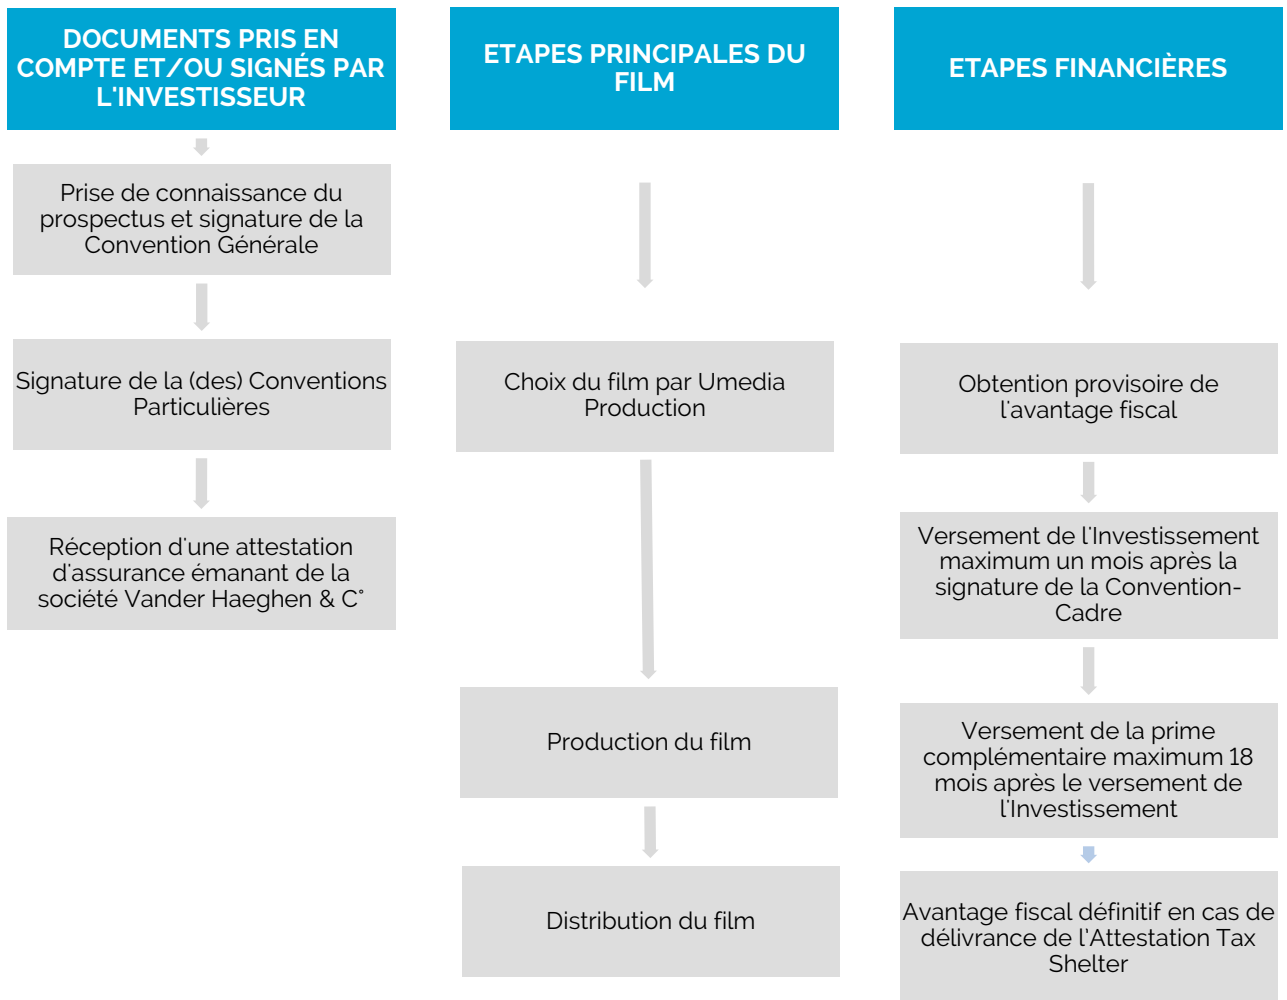 DOCUMENTS PRIS EN
COMPTE ET/OU SIGNÉS PAR
L'INVESTISSEUR
Prise de connaissance du
prospectus et signature de la
Convention Générale
Signature de la (des) Conventions
Particulières
Réception d'une attestation
d'assurance émanant de la
société Vander Haeghen & C°
ETAPES PRINCIPALES DU
FILM
Choix du film par Umedia
Production
Production du film
Distribution du film
ETAPES FINANCIÈRES
Obtention provisoire de
l'avantage fiscal
Versement de l'Investissement
maximum un mois après la
signature de la Convention-
Cadre
Versement de la prime
complémentaire maximum 18
mois après le versement de
l'Investissement
Avantage fiscal définitif en cas de
délivrance de l’Attestation Tax
Shelter